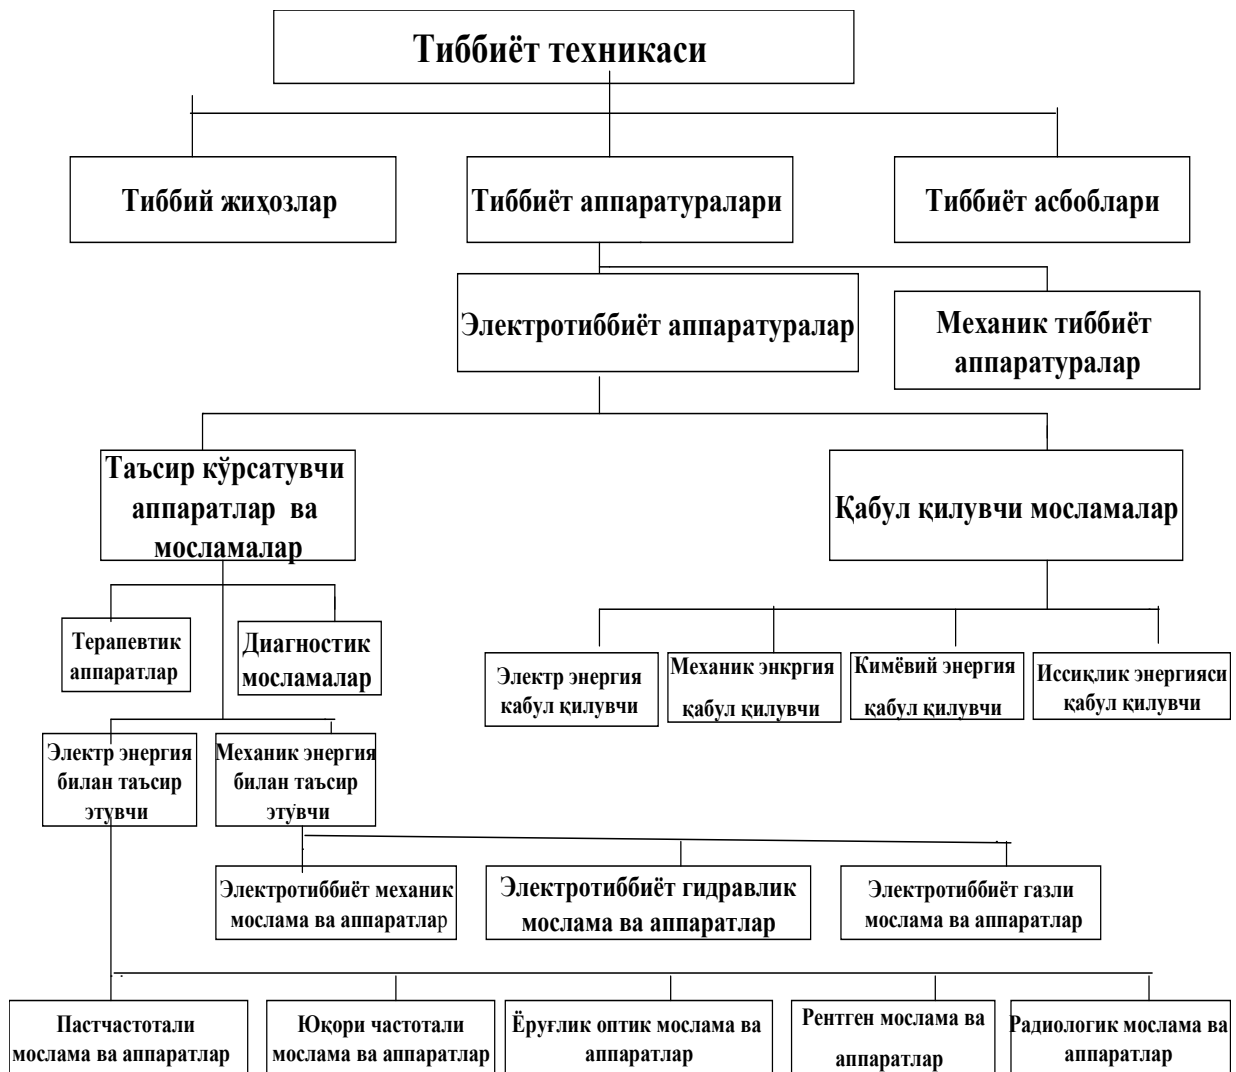 Тиббиёт техникаси
Тиббий жиҳозлар
Тиббиёт аппаратуралари
Тиббиёт асбоблари
Электротиббиёт аппаратуралар
Механик тиббиёт
аппаратуралар
Таъсир кўрсатувчи
аппаратлар ва
мосламалар
Қабул қилувчи мосламалар
Терапевтик
аппаратлар
Диагностик
мосламалар
Электр энергия
кабул қилувчи
Механик энкргия
қабул қилувчи
Кимёвий энергия
қабул қилувчи
Иссиқлик энергияси
қабул қилувчи
Электр энергия
билан таъсир
этувчи
Механик энергия
билан таъсир
этувчи
Электротиббиёт механик
мослама ва аппаратлар
Электротиббиёт гидравлик
мослама ва аппаратлар
Электротиббиёт газли
мослама ва аппаратлар
Пастчастотали
мослама ва аппаратлар
Юқори частотали
мослама ва аппаратлар
Ёруғлик оптик мослама ва
аппаратлар
Рентген мослама ва
аппаратлар
Радиологик мослама ва
аппаратлар